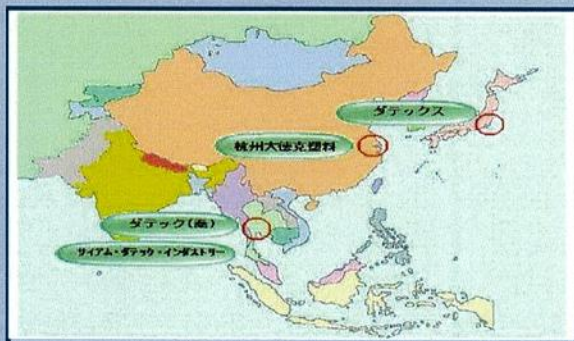 ダテックス
杭州大徳克塑料
ダテック(泰)
サイアム・ダテック・インダストリー